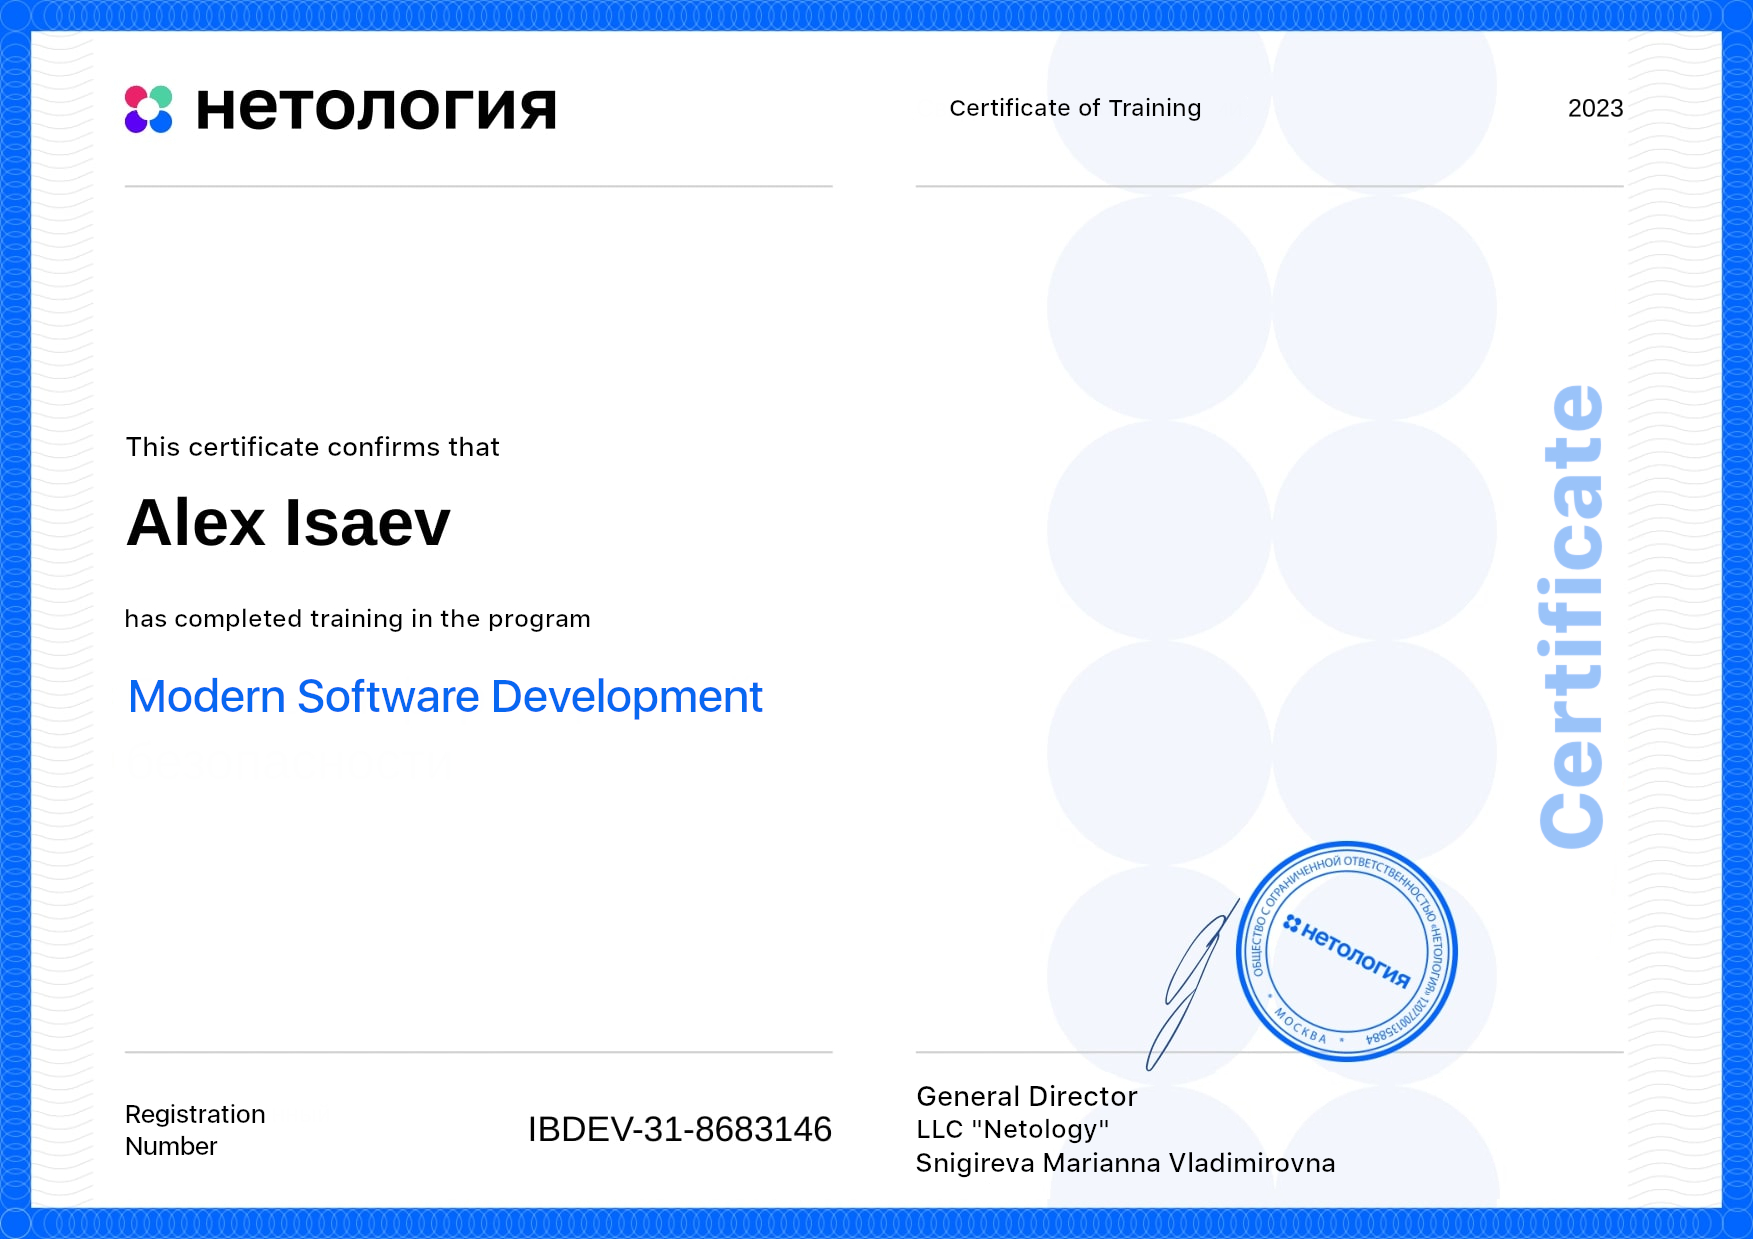 нетология
Certificate of Training
2023
This certificate confirms that
Alex Isaev
has completed training in the program
Modern Software Development
Certificate
ОБЩЕСТВО С ОГРАНИЧЕННОЙ ОТВЕТСТВЕННОСТЬЮ «НЕТОЛОГИЯ» 1207700135884
* МОСКВА *
нетология
Registration
Number
IBDEV-31-8683146
General Director
LLC "Netology"
Snigireva Marianna Vladimirovna